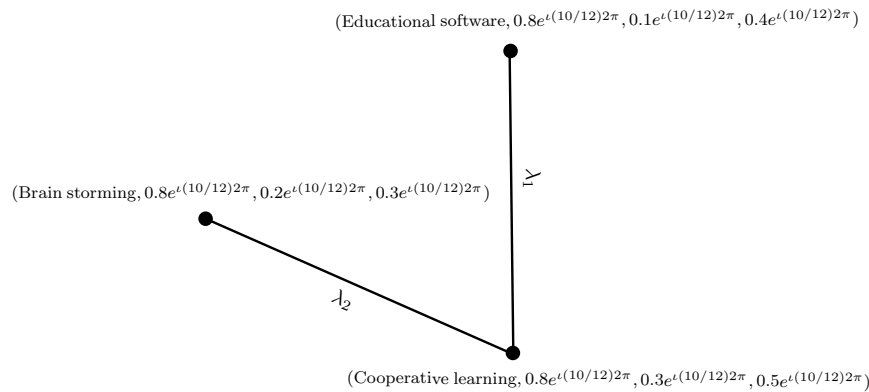 (Educational software, 0.8e^{ι(10/12)2π}, 0.1e^{ι(10/12)2π}, 0.4e^{ι(10/12)2π})
λ₁
(Brain storming, 0.8e^{ι(10/12)2π}, 0.2e^{ι(10/12)2π}, 0.3e^{ι(10/12)2π})
λ₂
(Cooperative learning, 0.8e^{ι(10/12)2π}, 0.3e^{ι(10/12)2π}, 0.5e^{ι(10/12)2π})